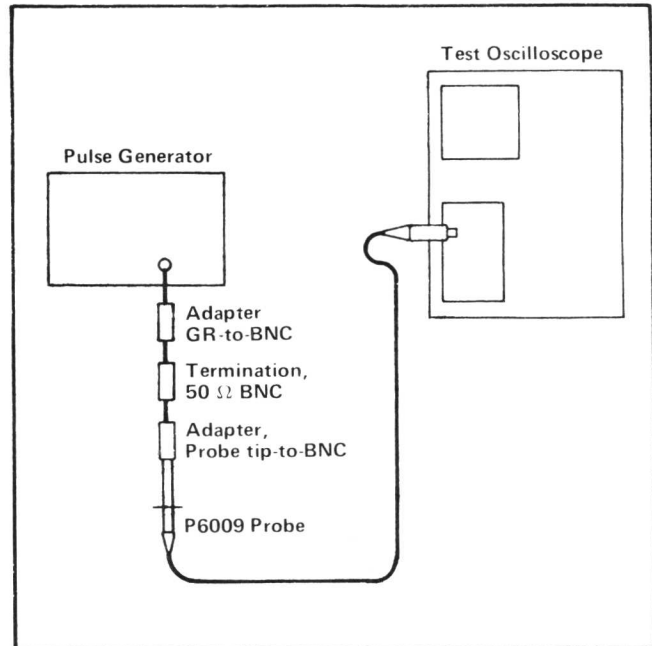 Test Oscilloscope
Pulse Generator
Adapter
GR-to-BNC
Termination,
50 Ω BNC
Adapter,
Probe tip-to-BNC
P6009 Probe